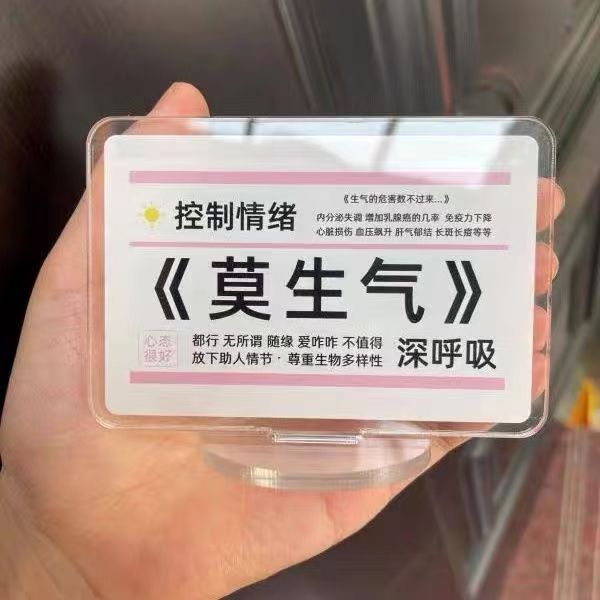 《生气的危害数不过来...》
控制情绪
内分泌失调 增加乳腺癌的几率 免疫力下降
心脏损伤 血压飙升 肝气郁结 长斑长痘等等
《莫生气》
心态
很好
都行 无所谓 随缘 爱咋咋 不值得
放下助人情节·尊重生物多样性
深呼吸